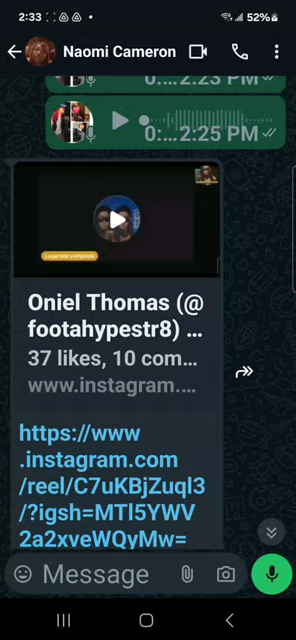 2:33
52%
Naomi Cameron
0:... 2:23 PM
0:... 2:25 PM
Oniel Thomas (@
footahypestr8) ...
37 likes, 10 com...
www.instagram....
https://www
.instagram.com
/reel/C7uKBjZuql3
/?igsh=MTl5YWV
2a2xveWQyMw=
Message